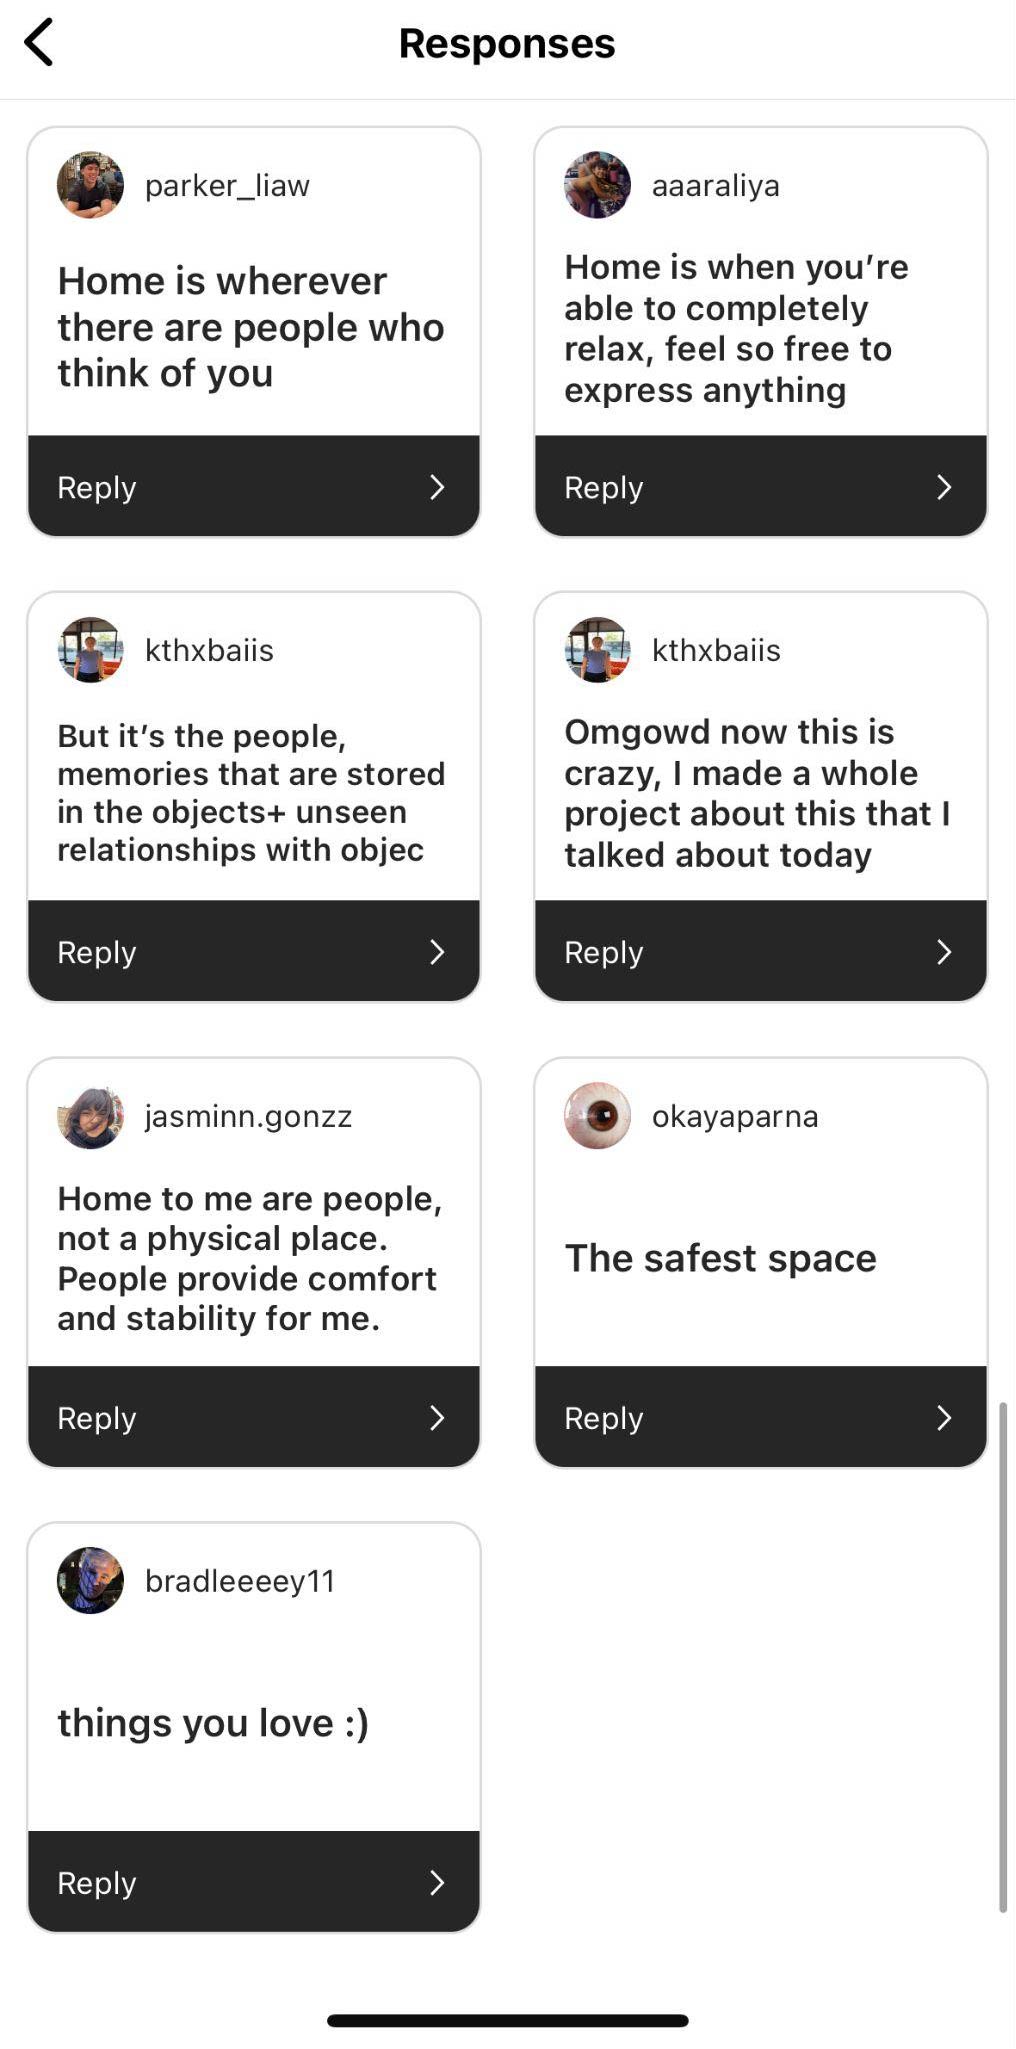 Responses
parker_liaw
Home is wherever
there are people who
think of you
Reply
aaaraliya
Home is when you’re
able to completely
relax, feel so free to
express anything
Reply
kthxbaiis
But it’s the people,
memories that are stored
in the objects+ unseen
relationships with objec
Reply
kthxbaiis
Omgowd now this is
crazy, I made a whole
project about this that I
talked about today
Reply
jasminn.gonzz
Home to me are people,
not a physical place.
People provide comfort
and stability for me.
Reply
okayaparna
The safest space
Reply
bradleeeey11
things you love :)
Reply